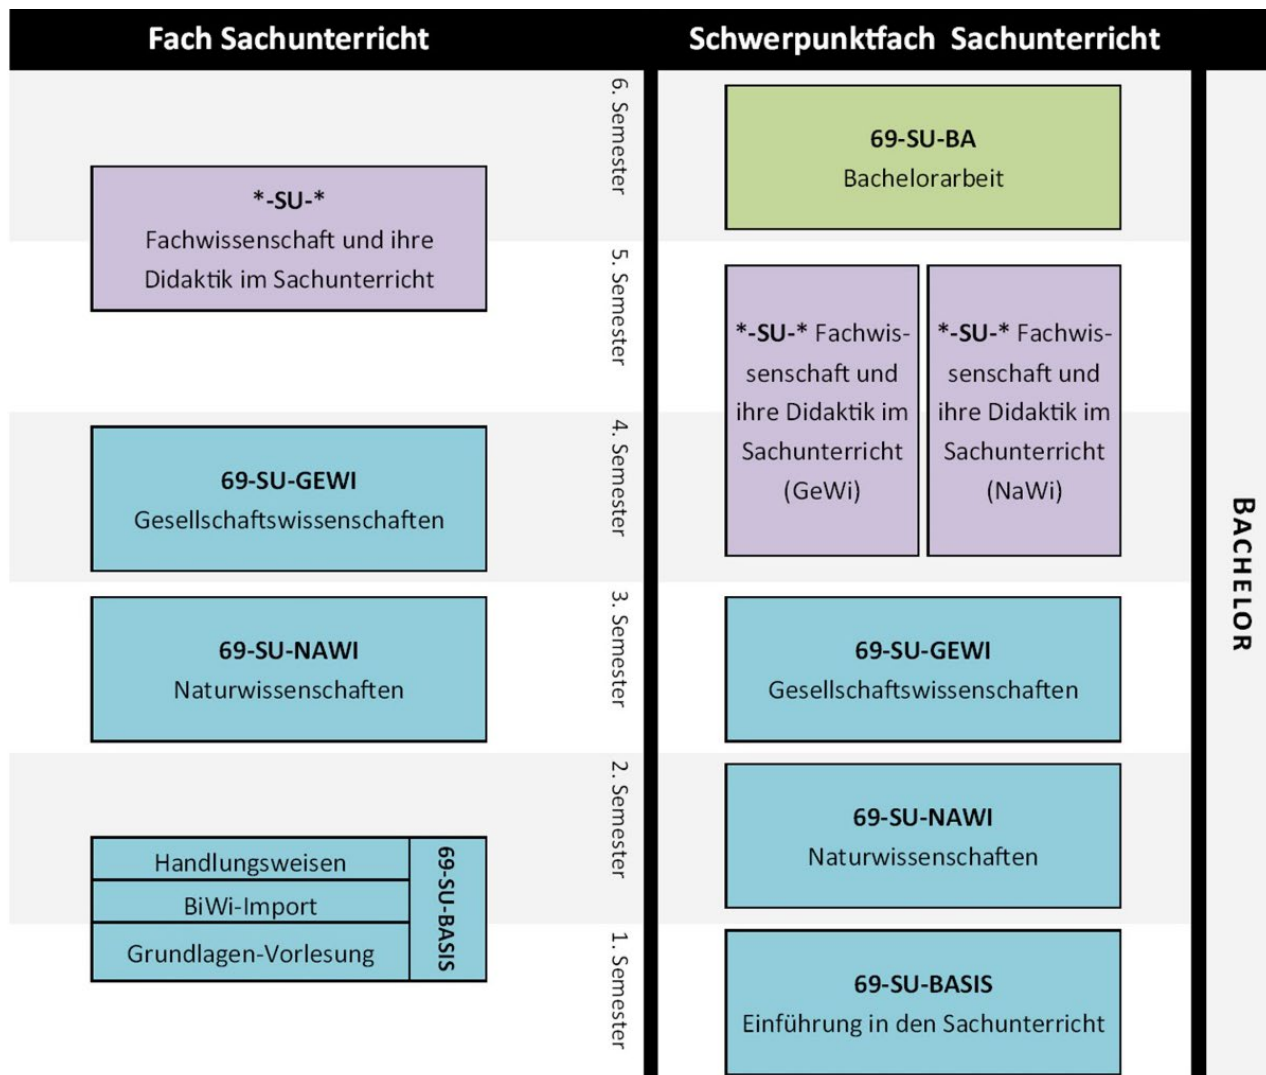 Fach Sachunterricht
Schwerpunktfach Sachunterricht
6. Semester
69-SU-BA
Bachelorarbeit
*-SU-*
Fachwissenschaft und ihre
Didaktik im Sachunterricht
5. Semester
*-SU-* Fachwis-
senschaft und
ihre Didaktik im
Sachunterricht
(GeWi)
*-SU-* Fachwis-
senschaft und
ihre Didaktik im
Sachunterricht
(NaWi)
4. Semester
69-SU-GEWI
Gesellschaftswissenschaften
3. Semester
69-SU-NAWI
Naturwissenschaften
69-SU-GEWI
Gesellschaftswissenschaften
2. Semester
69-SU-NAWI
Naturwissenschaften
Handlungsweisen
BiWi-Import
Grundlagen-Vorlesung
69-SU-BASIS
1. Semester
69-SU-BASIS
Einführung in den Sachunterricht
BACHELOR